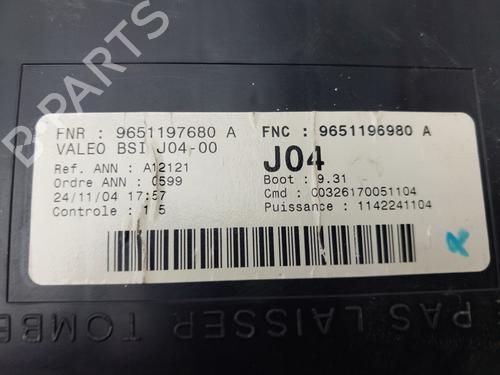 FNR : 9651197680 A FNC : 9651196980 A
VALEO BSI J04-00 J04
Ref. ANN : A12121 Boot : 9.31
Ordre ANN : 0599 Cmd : C0326170051104
24/11/04 17:57 Puissance : 1142241104
Controle : 1 5
PAS LAISSER TOMBE
B-PARTS